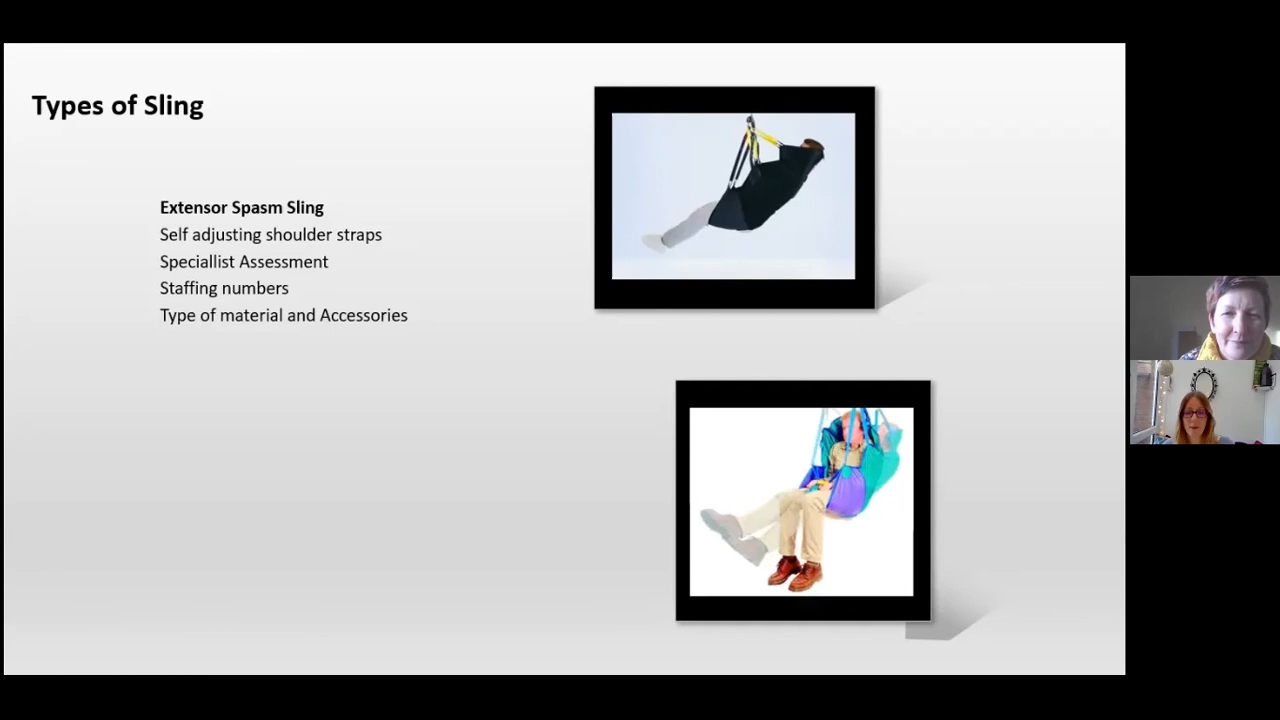 Types of Sling
Extensor Spasm Sling
Self adjusting shoulder straps
Speciallist Assessment
Staffing numbers
Type of material and Accessories